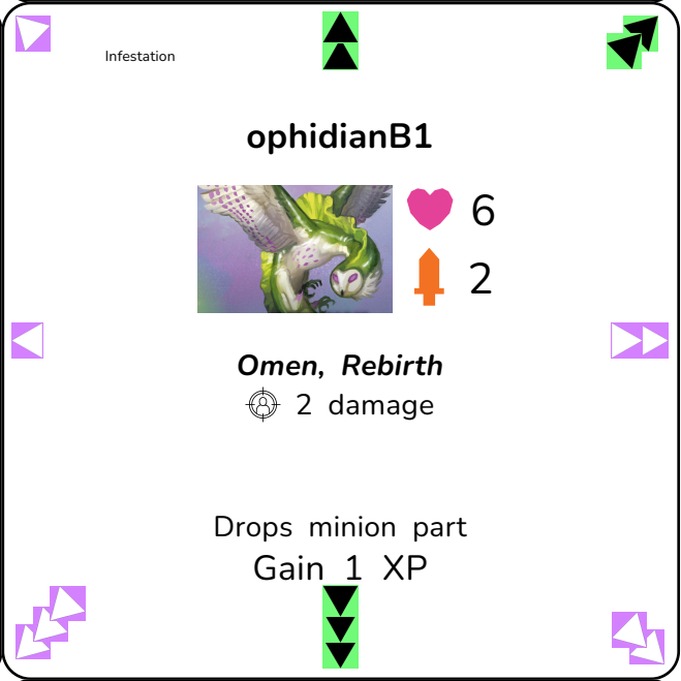 Infestation
ophidianB1
6
2
Omen, Rebirth
2 damage
Drops minion part
Gain 1 XP